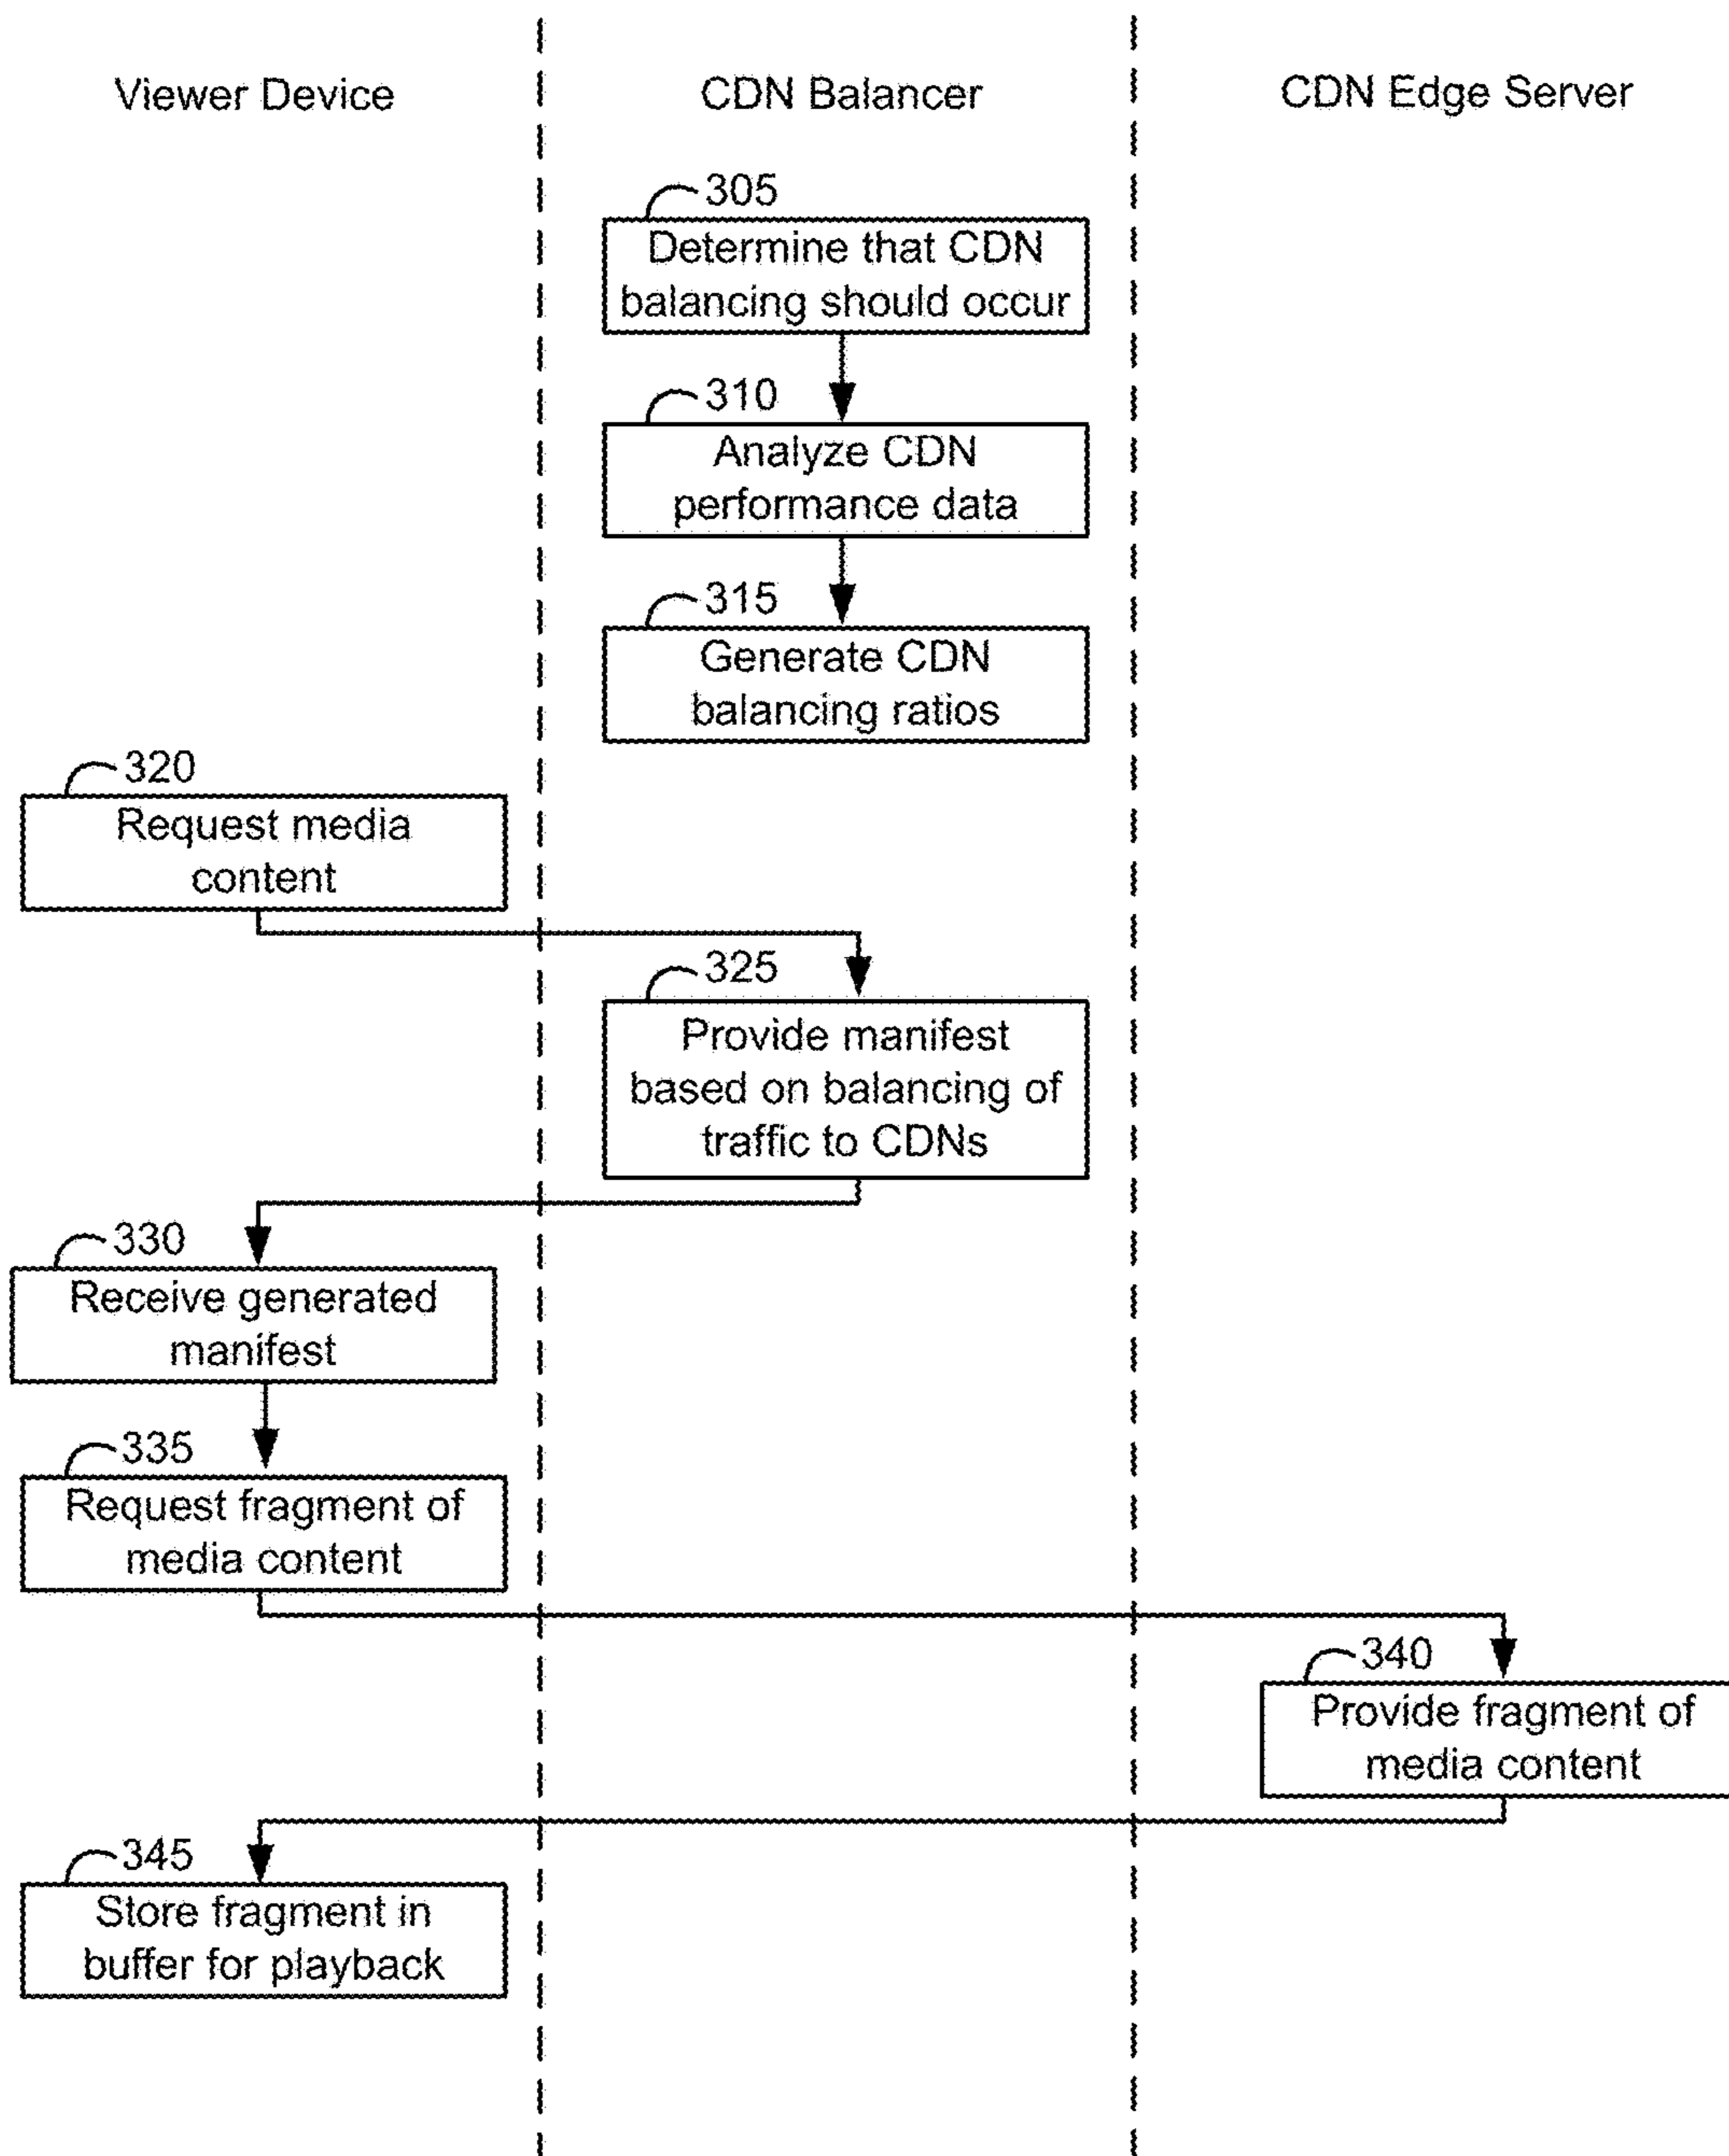 Viewer Device
CDN Balancer
CDN Edge Server
305
Determine that CDN
balancing should occur
310
Analyze CDN
performance data
315
Generate CDN
balancing ratios
320
Request media
content
325
Provide manifest
based on balancing of
traffic to CDNs
330
Receive generated
manifest
335
Request fragment of
media content
340
Provide fragment of
media content
345
Store fragment in
buffer for playback